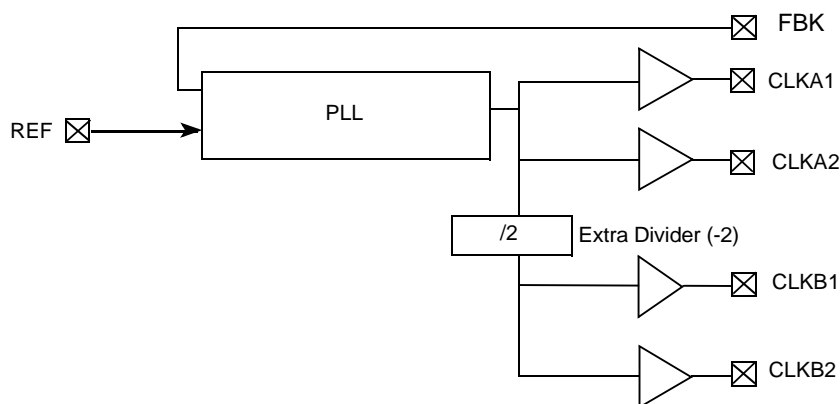 FBK
CLKA1
PLL
REF
CLKA2
/2
Extra Divider (-2)
CLKB1
CLKB2